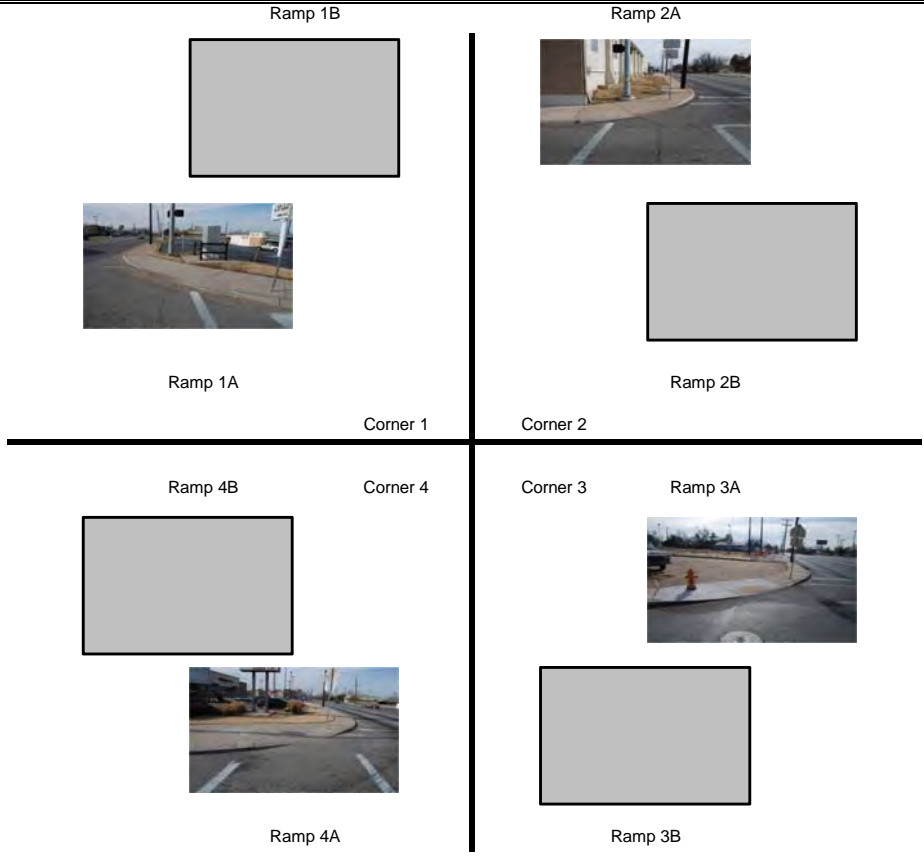 Ramp 1B
Ramp 2A
Ramp 1A
Ramp 2B
Corner 1
Corner 2
Ramp 4B
Corner 4
Corner 3
Ramp 3A
Ramp 4A
Ramp 3B